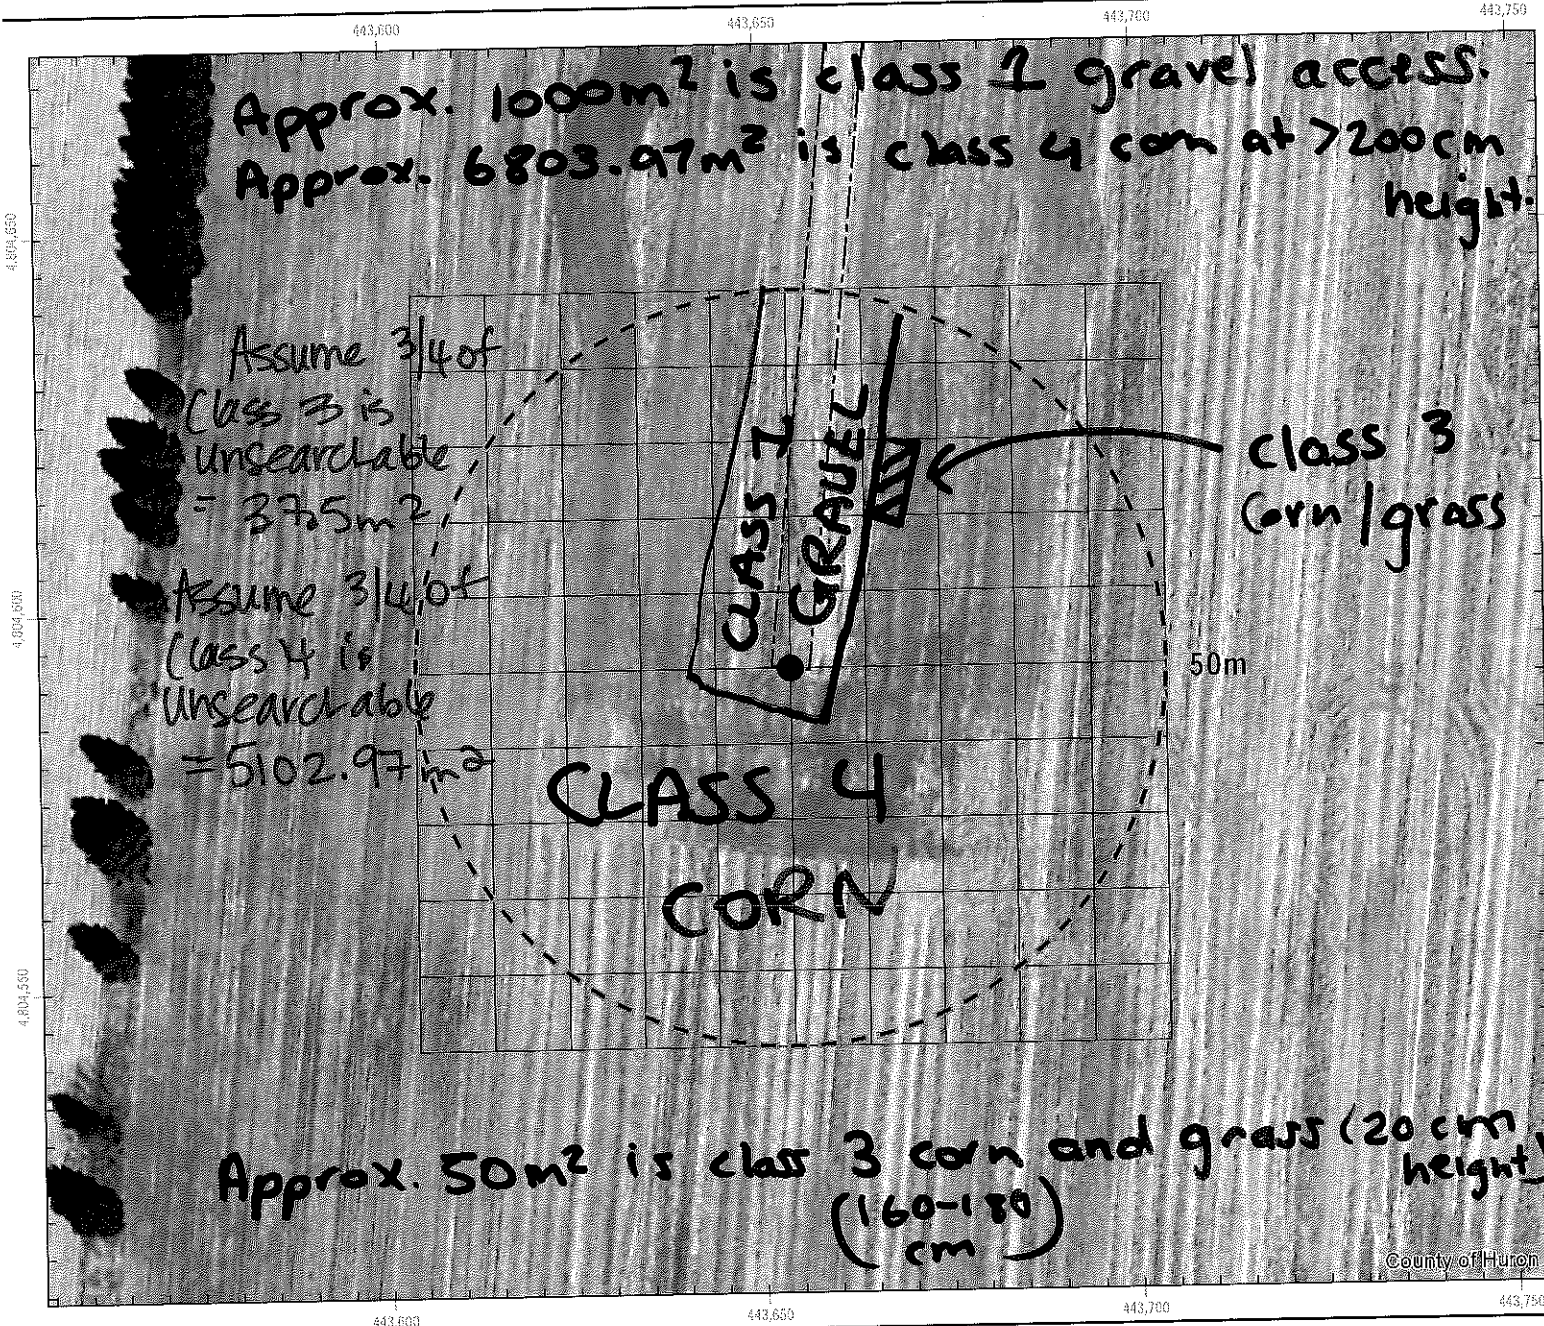 443,600 443,650 443,700 443,750
Approx. 1000m² is class 1 gravel access.
Approx. 6803.97m² is class 4 corn at >200cm
height.
4,804,650
Assume 3/4 of
Class 3 is
unsearchable
= 37.5m²
CLASS 1
GRAVEL
class 3
Corn/grass
4,804,600
Assume 3/4 of
Class 4 is
Unsearchable
= 5102.97m²
50m
CLASS 4
CORN
4,804,550
Approx. 50m² is class 3 corn and grass (20cm
height)
(160-180
cm)
County of Huron
443,600 443,650 443,700 443,750